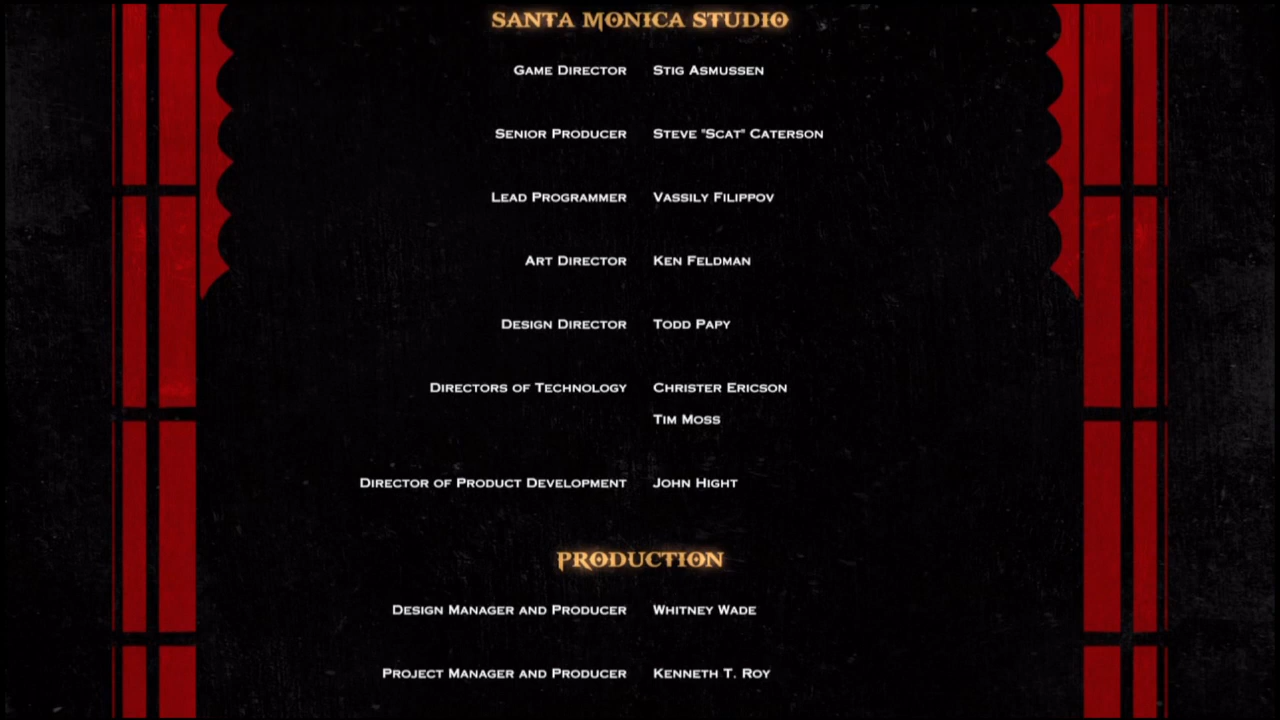 SANTA MONICA STUDIO
GAME DIRECTOR STIG ASMUSSEN
SENIOR PRODUCER STEVE "SCAT" CATERSON
LEAD PROGRAMMER VASSILY FILIPPOV
ART DIRECTOR KEN FELDMAN
DESIGN DIRECTOR TODD PAPY
DIRECTORS OF TECHNOLOGY CHRISTER ERICSON
TIM MOSS
DIRECTOR OF PRODUCT DEVELOPMENT JOHN HIGHT
PRODUCTION
DESIGN MANAGER AND PRODUCER WHITNEY WADE
PROJECT MANAGER AND PRODUCER KENNETH T. ROY